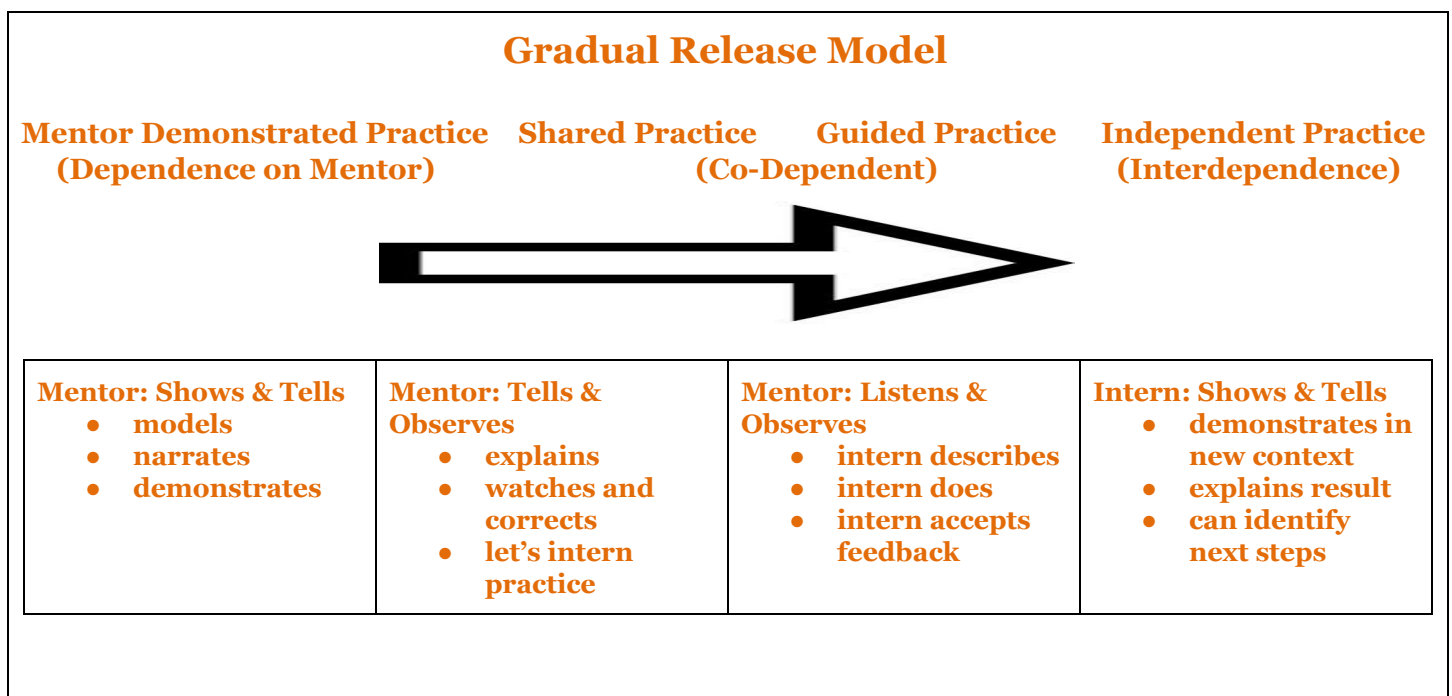 Gradual Release Model
Mentor Demonstrated Practice Shared Practice Guided Practice Independent Practice
(Dependence on Mentor) (Co-Dependent) (Interdependence)
Mentor: Shows & Tells
● models
● narrates
● demonstrates
Mentor: Tells &
Observes
● explains
● watches and
corrects
● let’s intern
practice
Mentor: Listens &
Observes
● intern describes
● intern does
● intern accepts
feedback
Intern: Shows & Tells
● demonstrates in
new context
● explains result
● can identify
next steps